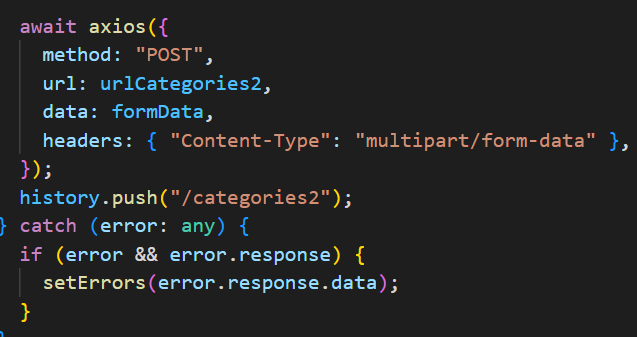 await axios({
method: "POST",
url: urlCategories2,
data: formData,
headers: { "Content-Type": "multipart/form-data" },
});
history.push("/categories2");
} catch (error: any) {
if (error && error.response) {
setErrors(error.response.data);
}
}